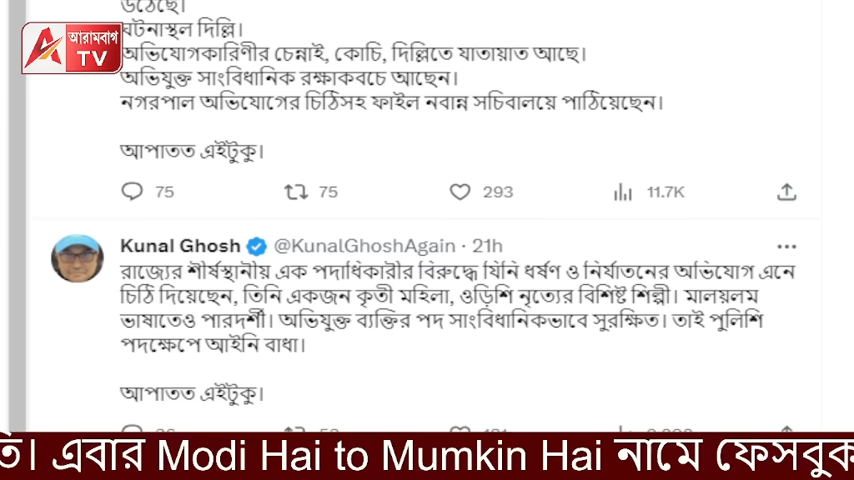 উঠেছে।
ঘটনাস্থল দিল্লি।
অভিযোগকারিণীর চেন্নাই, কোচি, দিল্লিতে যাতায়াত আছে।
অভিযুক্ত সাংবিধানিক রক্ষাকবচে আছেন।
নগরপাল অভিযোগের চিঠিসহ ফাইল নবান্ন সচিবালয়ে পাঠিয়েছেন।
আপাতত এইটুকু।
75 75 293 11.7K
Kunal Ghosh @KunalGhoshAgain · 21h
রাজ্যের শীর্ষস্থানীয় এক পদাধিকারীর বিরুদ্ধে যিনি ধর্ষণ ও নির্যাতনের অভিযোগ এনে
চিঠি দিয়েছেন, তিনি একজন কৃতী মহিলা, ওড়িশি নৃত্যের বিশিষ্ট শিল্পী। মালয়লম
ভাষাতেও পারদর্শী। অভিযুক্ত ব্যক্তির পদ সাংবিধানিকভাবে সুরক্ষিত। তাই পুলিশি
পদক্ষেপে আইনি বাধা।
আপাতত এইটুকু।
আরামবাগ
TV
তি। এবার Modi Hai to Mumkin Hai নামে ফেসবুক